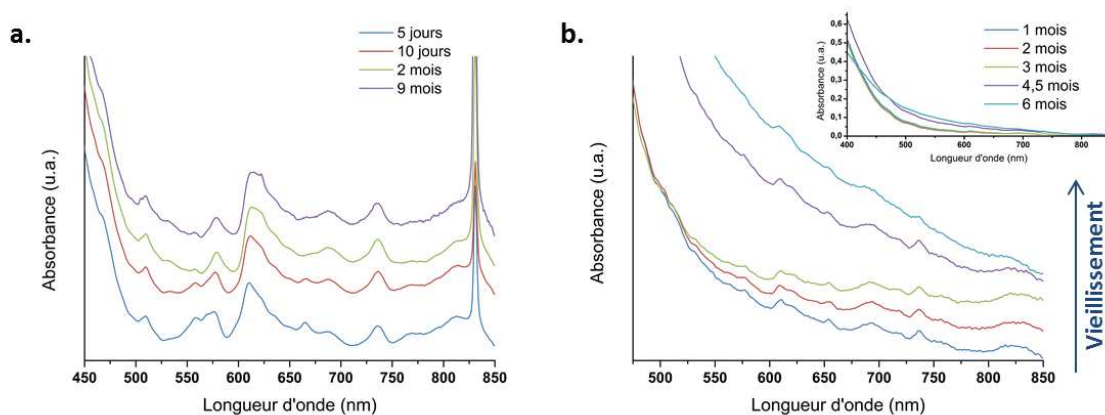 a.
5 jours
10 jours
2 mois
9 mois
Absorbance (u.a.)
450 500 550 600 650 700 750 800 850
Longueur d'onde (nm)
b.
1 mois
2 mois
3 mois
4,5 mois
6 mois
Absorbance (u.a.)
0,6
0,5
0,4
0,3
0,2
0,1
0,0
400 500 600 700 800
Longueur d'onde (nm)
Absorbance (u.a.)
500 550 600 650 700 750 800 850
Longueur d'onde (nm)
Vieillissement